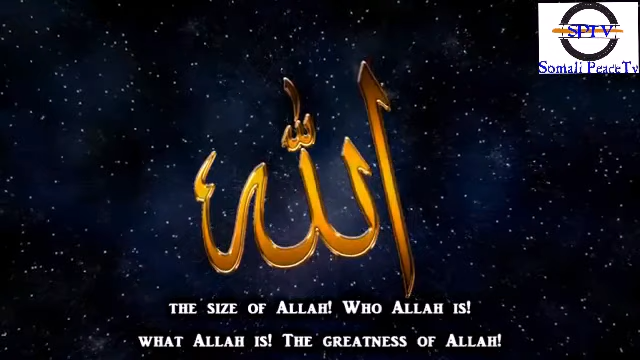 SPTV
Somali PeaceTv
الله
THE SIZE OF ALLAH! WHO ALLAH IS!
WHAT ALLAH IS! THE GREATNESS OF ALLAH!